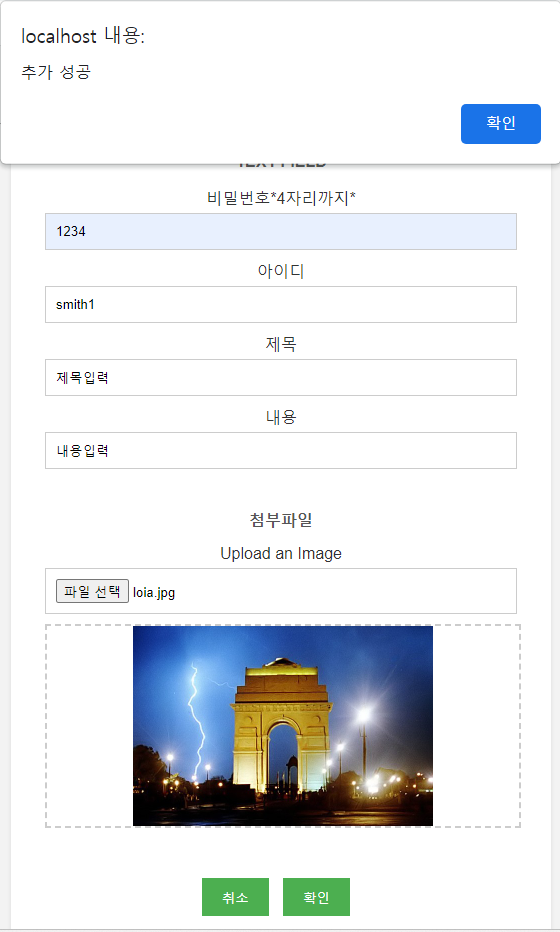 localhost 내용:
추가 성공
확인
TEXT FIELD
비밀번호*4자리까지*
1234
아이디
smith1
제목
제목입력
내용
내용입력
첨부파일
Upload an Image
파일 선택 loia.jpg
취소 확인